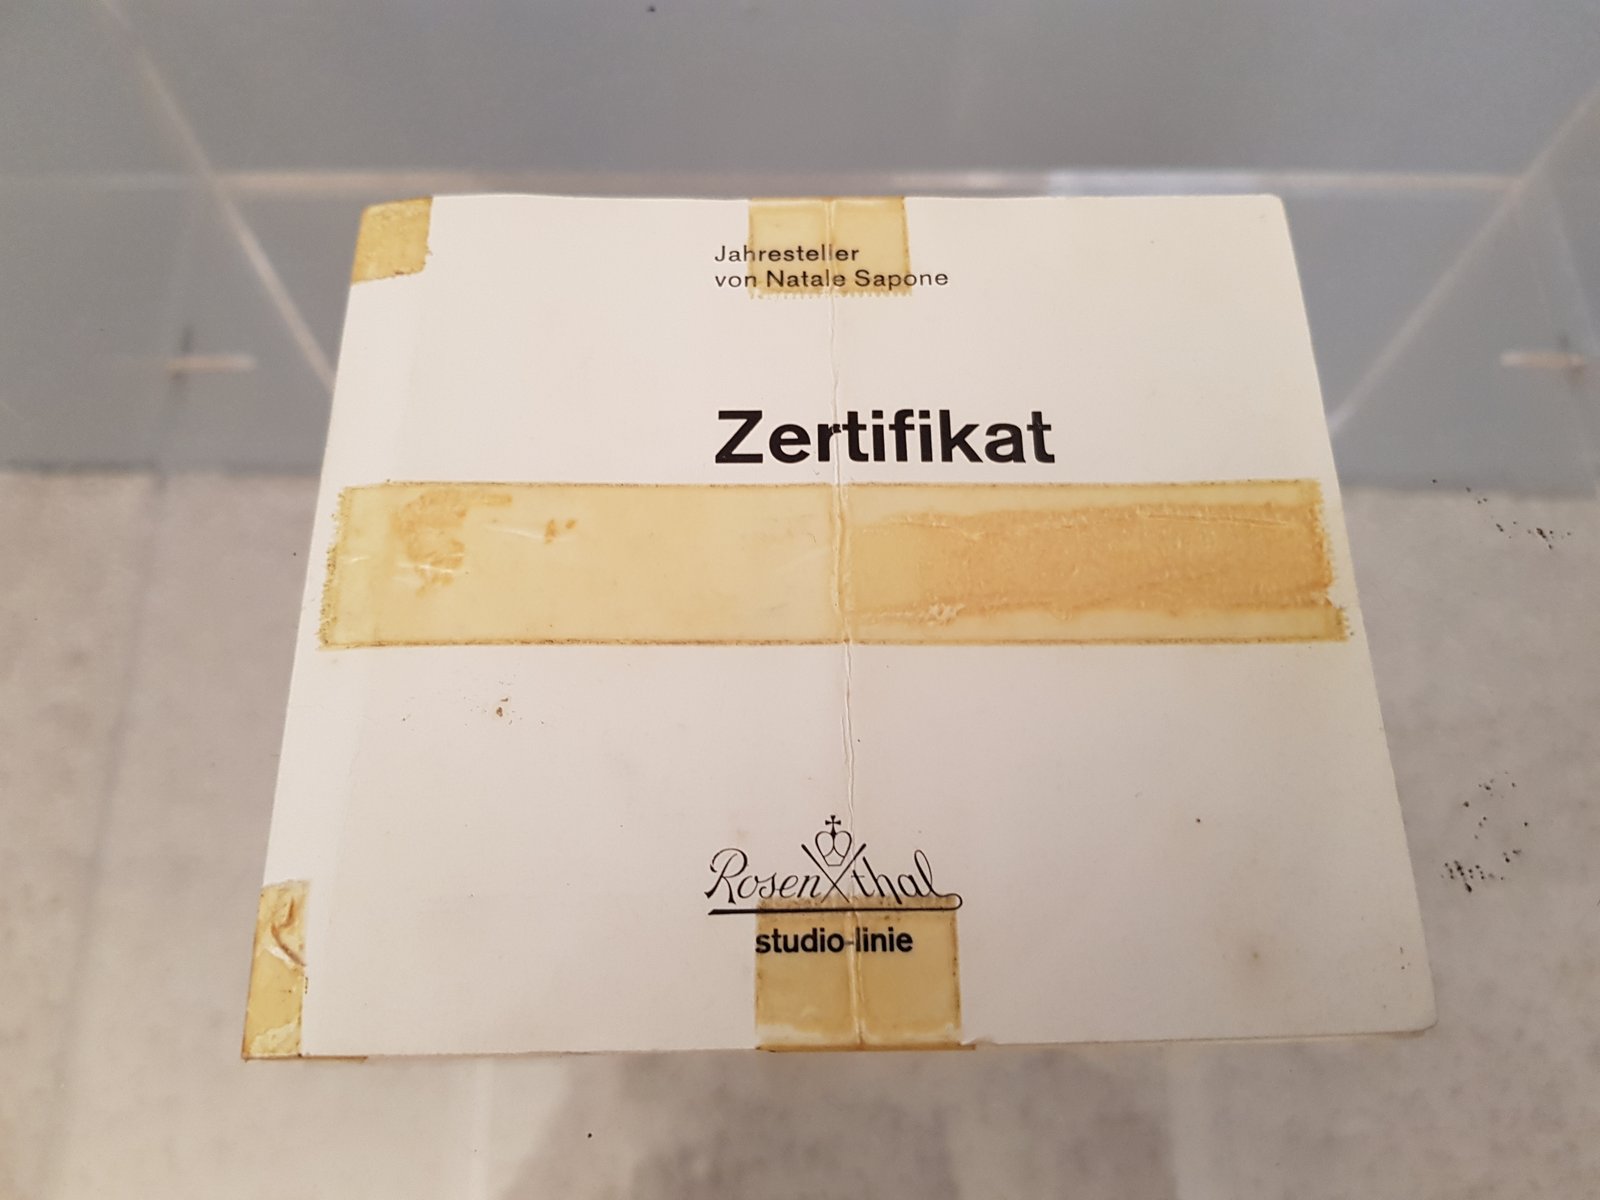 Jahresteller
von Natale Sapone
Zertifikat
Rosenthal
studio-linie